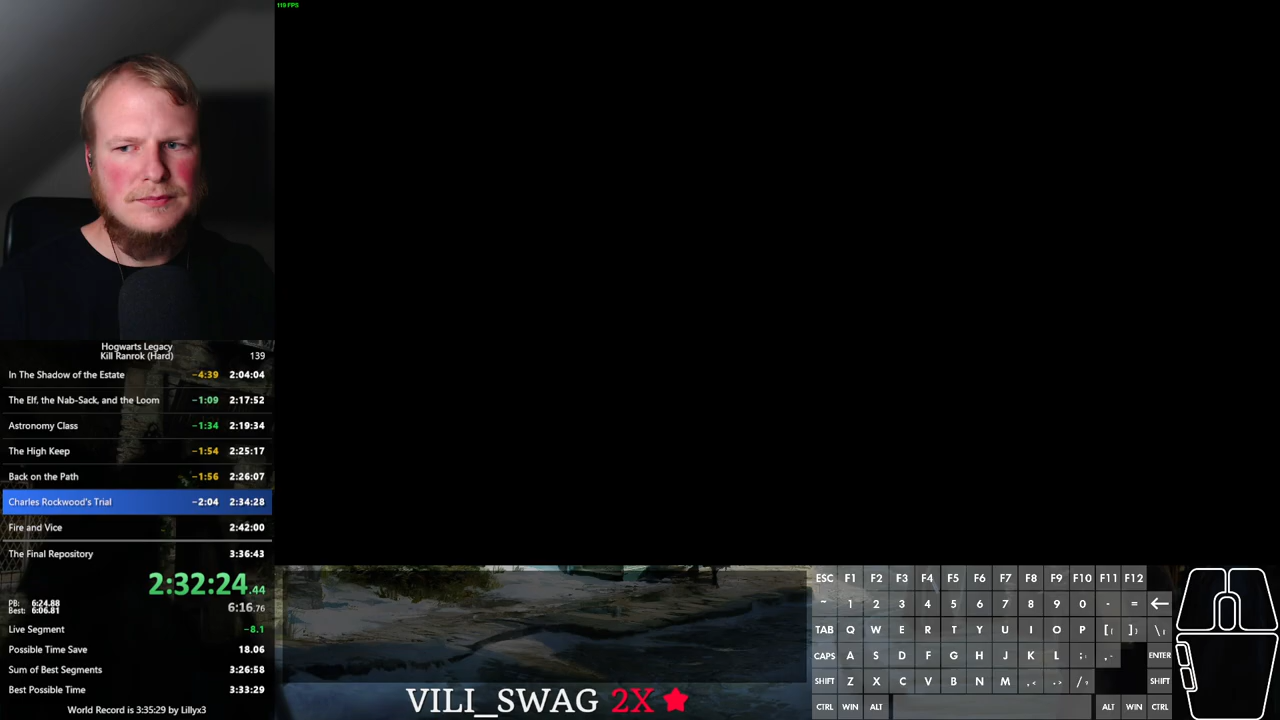 119 FPS
Hogwarts Legacy
Kill Ranrok (Hard) 139
In The Shadow of the Estate -4:39 2:04:04
The Elf, the Nab-Sack, and the Loom -1:09 2:17:52
Astronomy Class -1:34 2:19:34
The High Keep -1:54 2:25:17
Back on the Path -1:56 2:26:07
Charles Rockwood's Trial -2:04 2:34:28
Fire and Vice 2:42:00
The Final Repository 3:36:43
2:32:24.44
PB: 6:24.88
Best: 6:06.81
6:16.76
Live Segment -8.1
Possible Time Save 18.06
Sum of Best Segments 3:26:58
Best Possible Time 3:33:29
World Record is 3:35:29 by Lillyx3
VILI_SWAG 2X
ESC F1 F2 F3 F4 F5 F6 F7 F8 F9 F10 F11 F12
~ 1 2 3 4 5 6 7 8 9 0 - =
TAB Q W E R T Y U I O P [{ ]} \|
CAPS A S D F G H J K L ;: ,- ENTER
SHIFT Z X C V B N M ,< .> /? SHIFT
CTRL WIN ALT ALT WIN CTRL